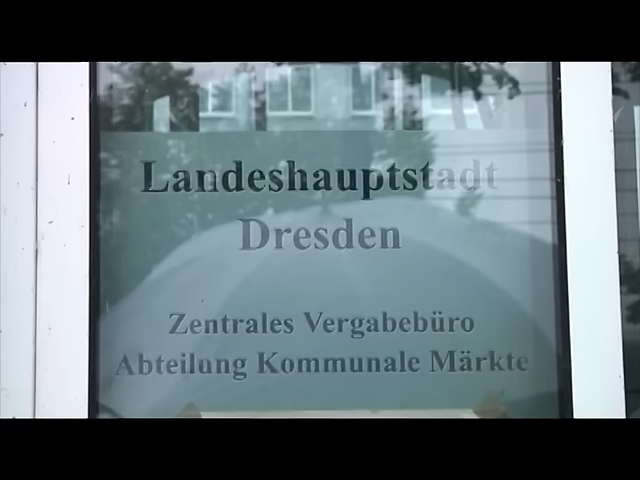 Landeshauptstadt
Dresden
Zentrales Vergabebüro
Abteilung Kommunale Märkte